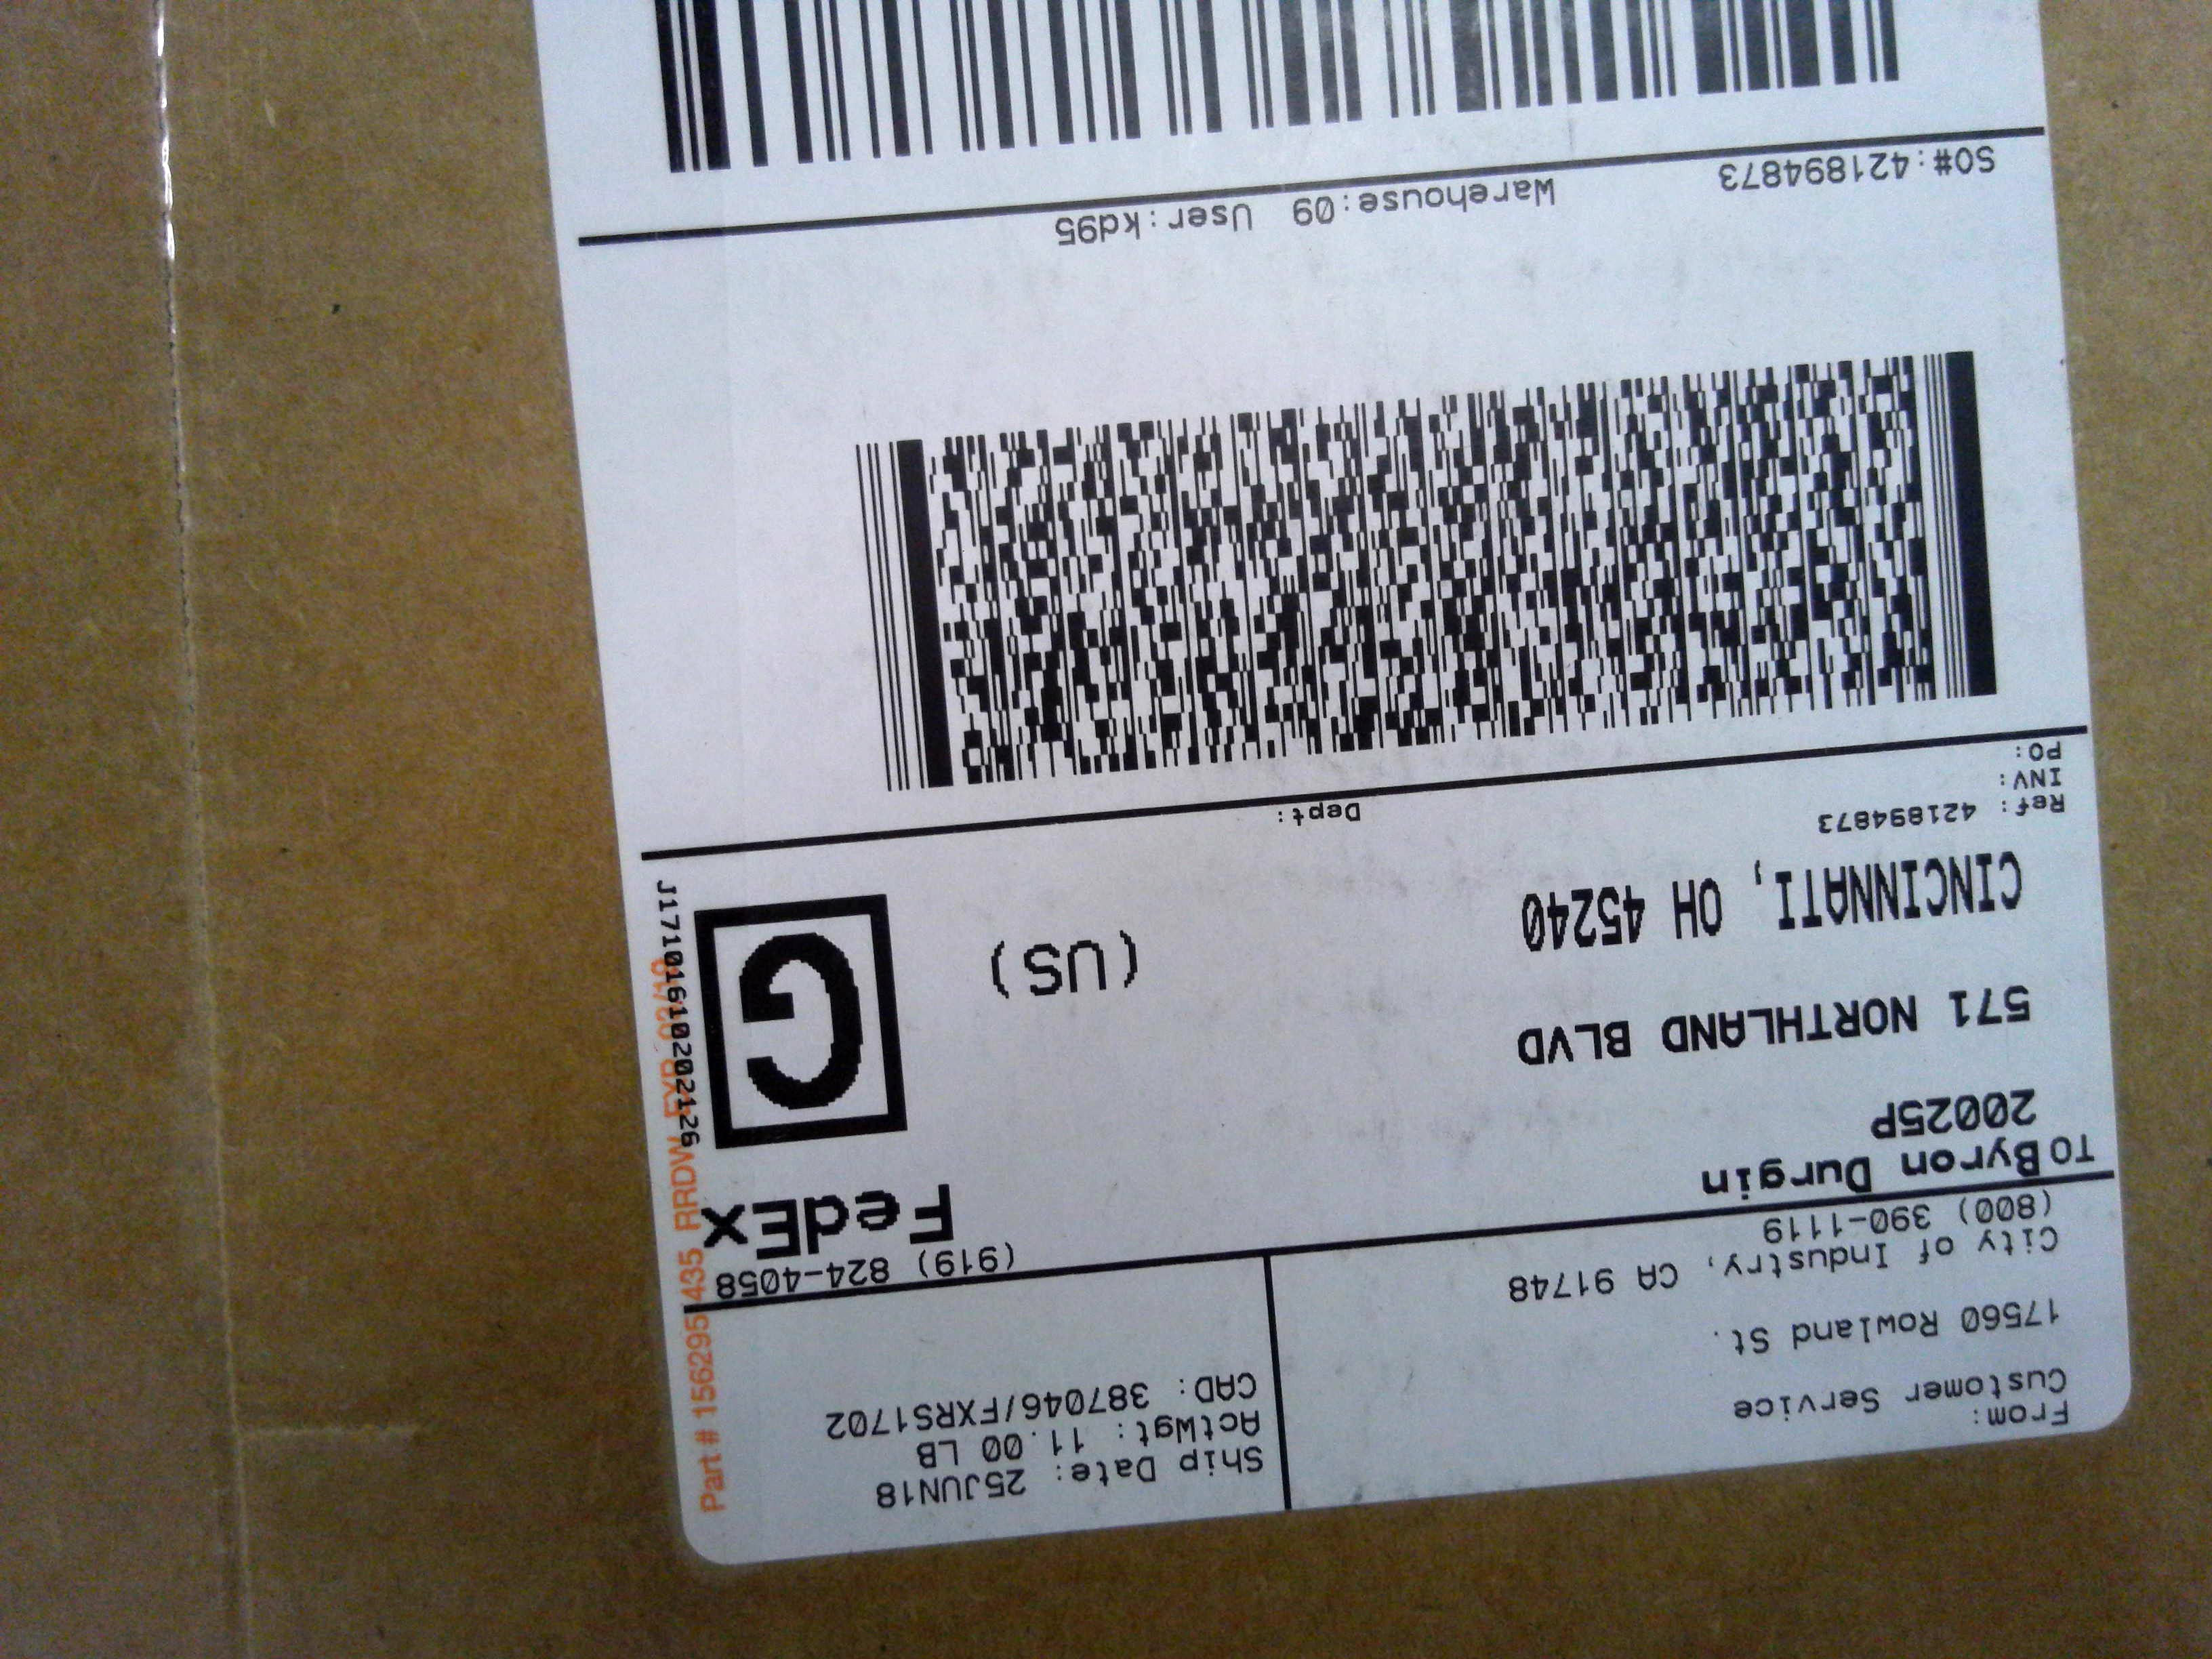 From:
Customer Service
17560 Rowland St.
City of Industry, CA 91748
(800) 390-1119
Ship Date: 25JUN18
ActWgt: 11.00 LB
CAD: 387046/FXRS1702
TO Byron Durgin
20025P
571 NORTHLAND BLVD
CINCINNATI, OH 45240
(919) 824-4058
FedEx
G
(US)
Ref: 421894873
INV:
PO:
Dept:
SO#:421894873
Warehouse:09 User:kd95
J17101610202126
Part # 156295-435 RRDW EXP